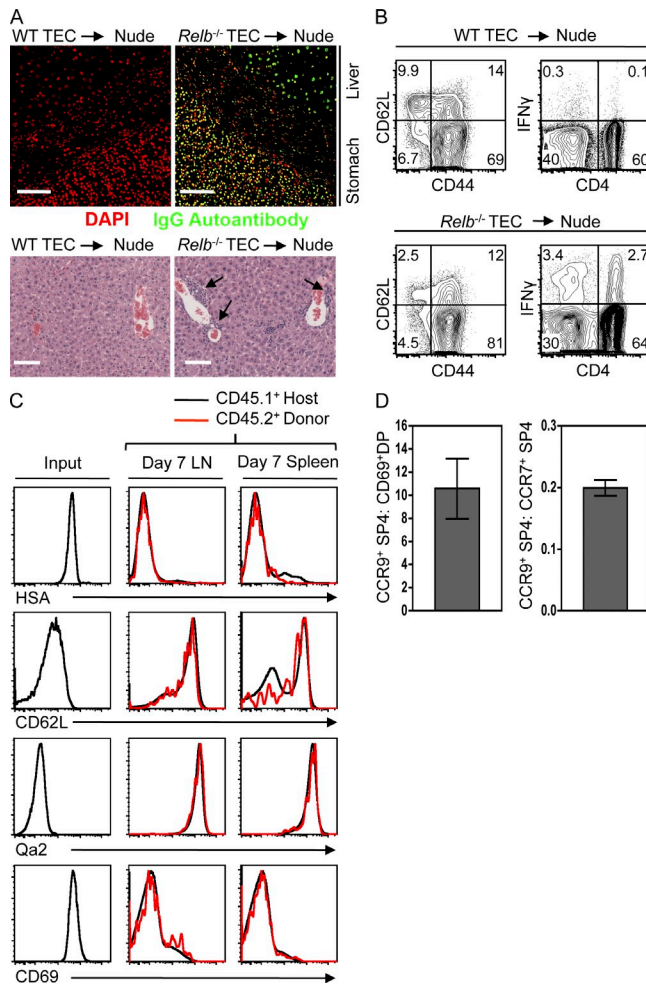 A
WT TEC → Nude Relb-/- TEC → Nude
Liver
Stomach
DAPI IgG Autoantibody
WT TEC → Nude Relb-/- TEC → Nude
B
WT TEC → Nude
9.9 14
6.7 69
CD62L
CD44
0.3 0.1
40 60
IFNγ
CD4
Relb-/- TEC → Nude
2.5 12
4.5 81
CD62L
CD44
3.4 2.7
30 64
IFNγ
CD4
C
CD45.1+ Host
CD45.2+ Donor
Input Day 7 LN Day 7 Spleen
HSA
CD62L
Qa2
CD69
D
CCR9+ SP4: CD69+DP
16
14
12
10
8
6
4
2
0
CCR9+ SP4: CCR7+ SP4
0.3
0.2
0.1
0.0